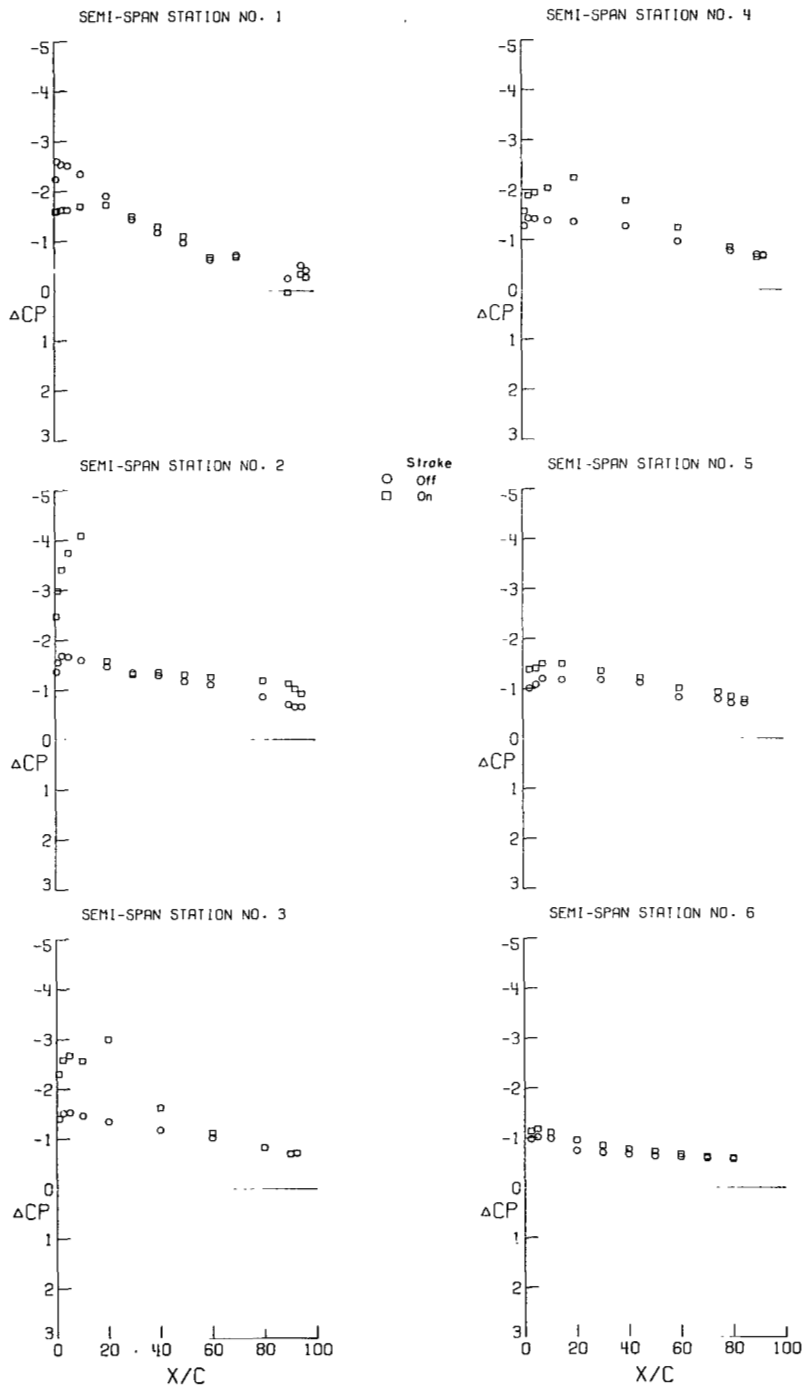 SEMI-SPAN STATION NO. 1
-5
-4
-3
-2
-1
0
ΔCP
1
2
3
SEMI-SPAN STATION NO. 4
-5
-4
-3
-2
-1
0
ΔCP
1
2
3
SEMI-SPAN STATION NO. 2
-5
-4
-3
-2
-1
0
ΔCP
1
2
3
Strake
Off
On
SEMI-SPAN STATION NO. 5
-5
-4
-3
-2
-1
0
ΔCP
1
2
3
SEMI-SPAN STATION NO. 3
-5
-4
-3
-2
-1
0
ΔCP
1
2
3
0 20 40 60 80 100
X/C
SEMI-SPAN STATION NO. 6
-5
-4
-3
-2
-1
0
ΔCP
1
2
3
0 20 40 60 80 100
X/C